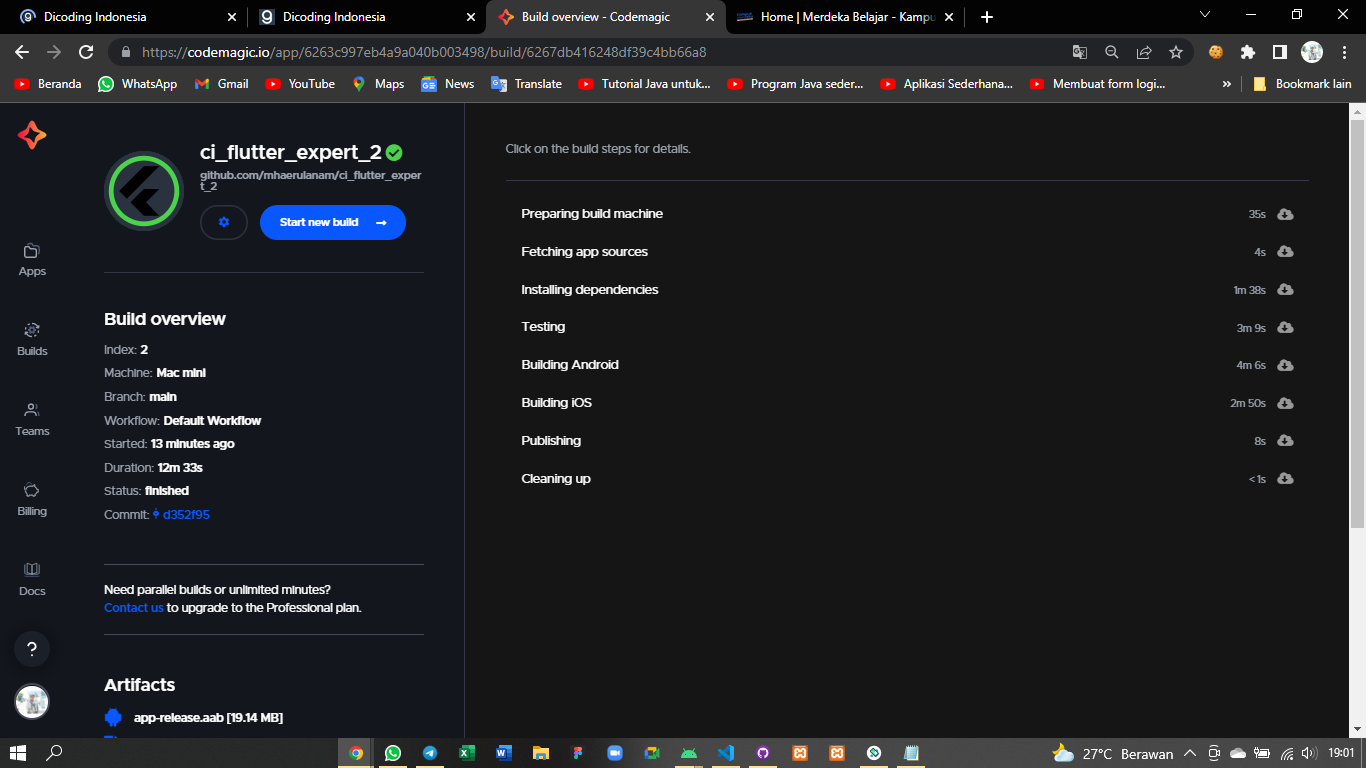 Dicoding Indonesia
Dicoding Indonesia
Build overview - Codemagic
Home | Merdeka Belajar - Kampu
https://codemagic.io/app/6263c997eb4a9a040b003498/build/6267db416248df39c4bb66a8
Beranda
WhatsApp
Gmail
YouTube
Maps
News
Translate
Tutorial Java untuk...
Program Java seder...
Aplikasi Sederhana...
Membuat form logi...
»
Bookmark lain
Apps
Builds
Teams
Billing
Docs
?
ci_flutter_expert_2
github.com/mhaerulanam/ci_flutter_exper
t_2
Start new build →
Build overview
Index: 2
Machine: Mac mini
Branch: main
Workflow: Default Workflow
Started: 13 minutes ago
Duration: 12m 33s
Status: finished
Commit: d352f95
Need parallel builds or unlimited minutes?
Contact us to upgrade to the Professional plan.
Artifacts
app-release.aab [19.14 MB]
Click on the build steps for details.
Preparing build machine 35s
Fetching app sources 4s
Installing dependencies 1m 38s
Testing 3m 9s
Building Android 4m 6s
Building iOS 2m 50s
Publishing 8s
Cleaning up <1s
27°C Berawan 19:01